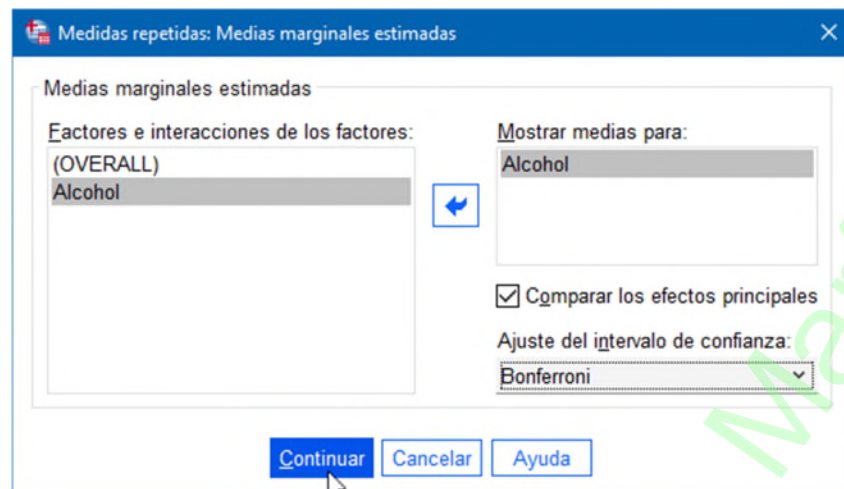 Medidas repetidas: Medias marginales estimadas
Medias marginales estimadas
Factores e interacciones de los factores:
(OVERALL)
Alcohol
Mostrar medias para:
Alcohol
Comparar los efectos principales
Ajuste del intervalo de confianza:
Bonferroni
Continuar
Cancelar
Ayuda